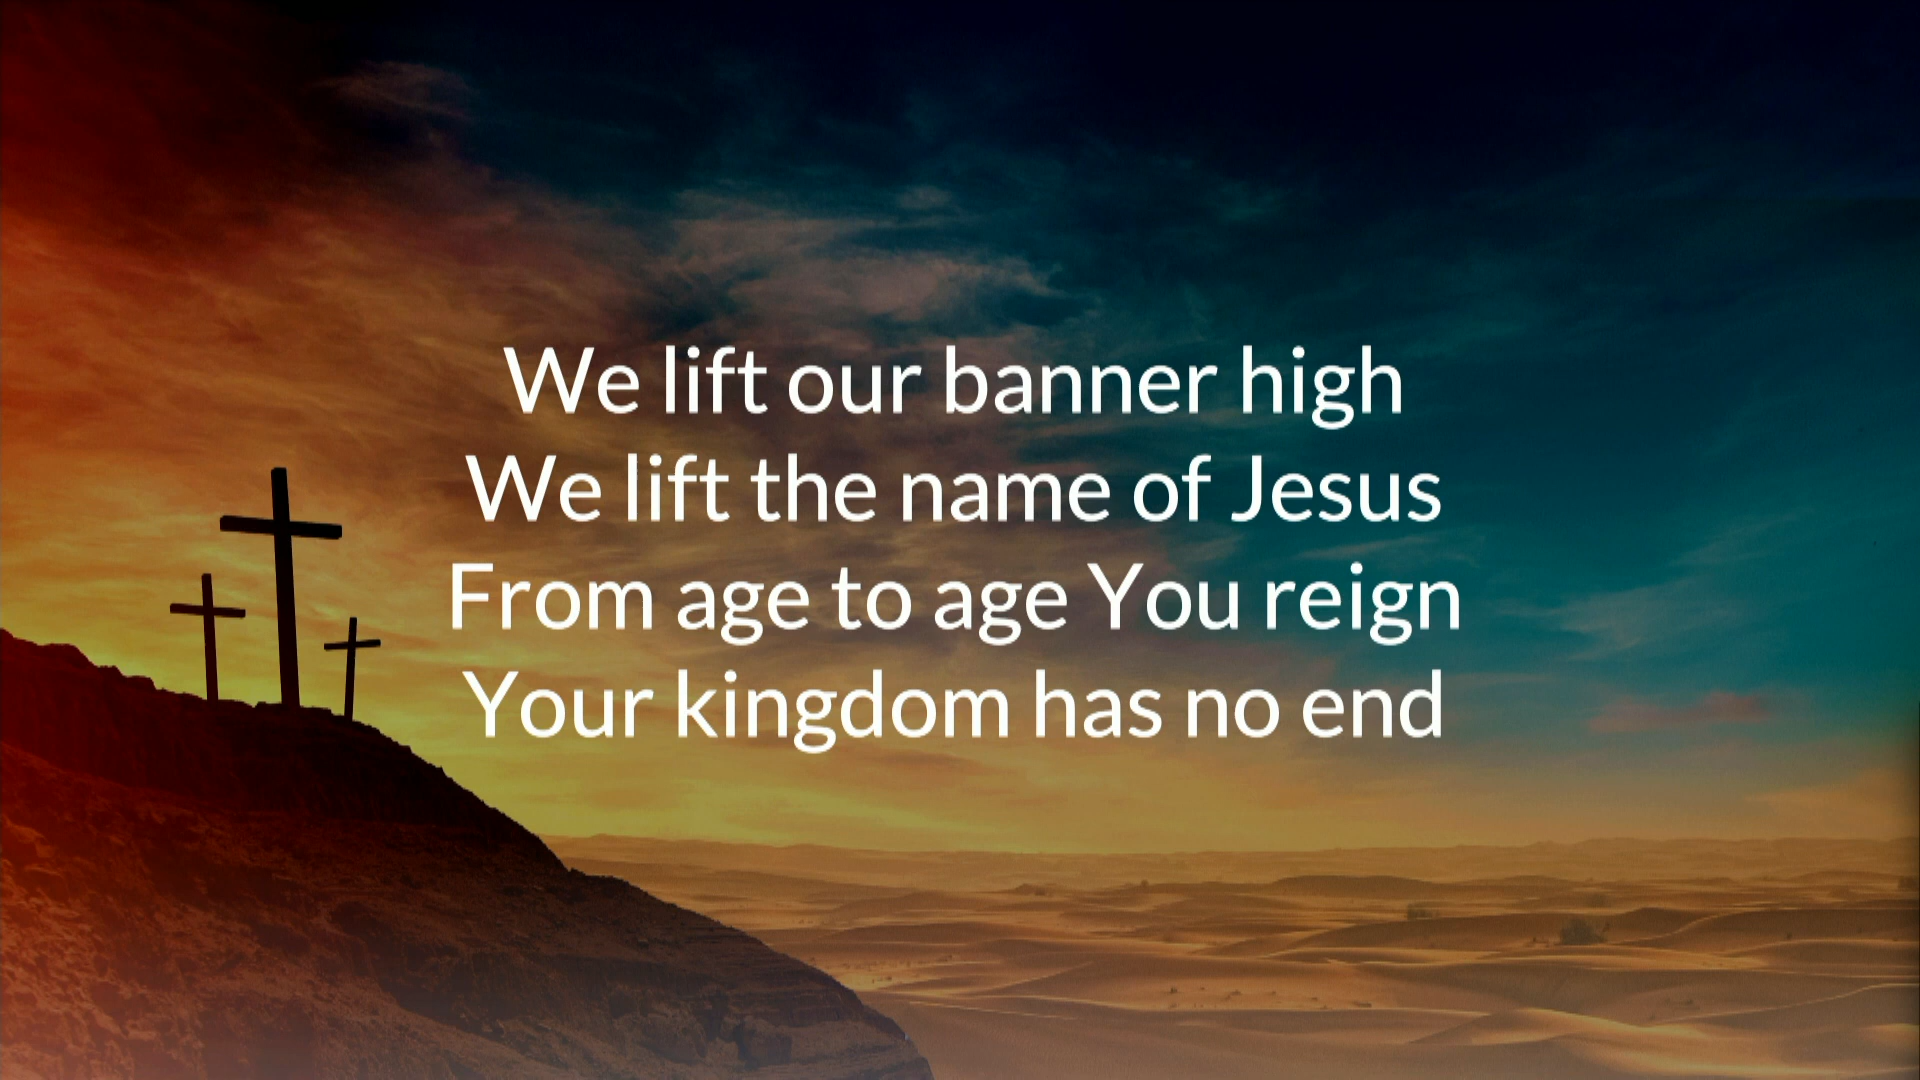 We lift our banner high
We lift the name of Jesus
From age to age You reign
Your kingdom has no end